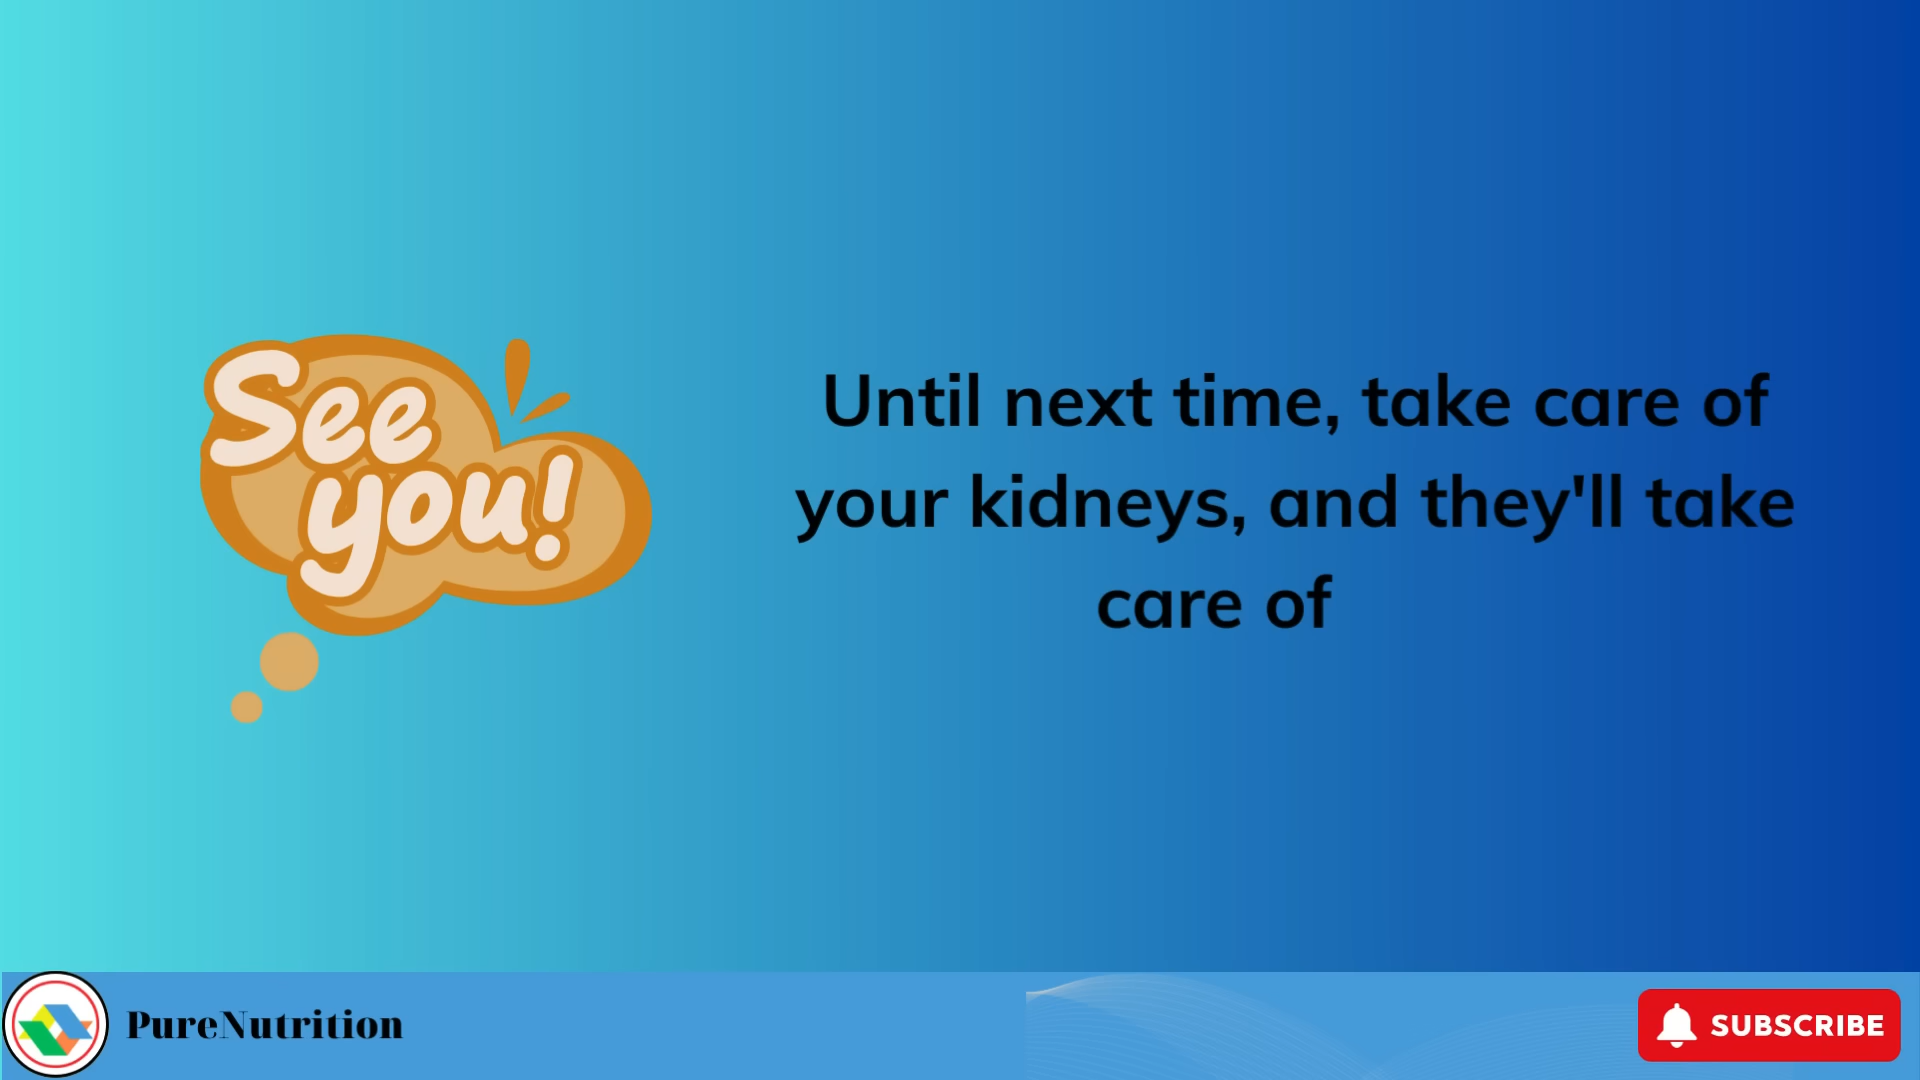 See
you!
Until next time, take care of
your kidneys, and they'll take
care of
PureNutrition
SUBSCRIBE